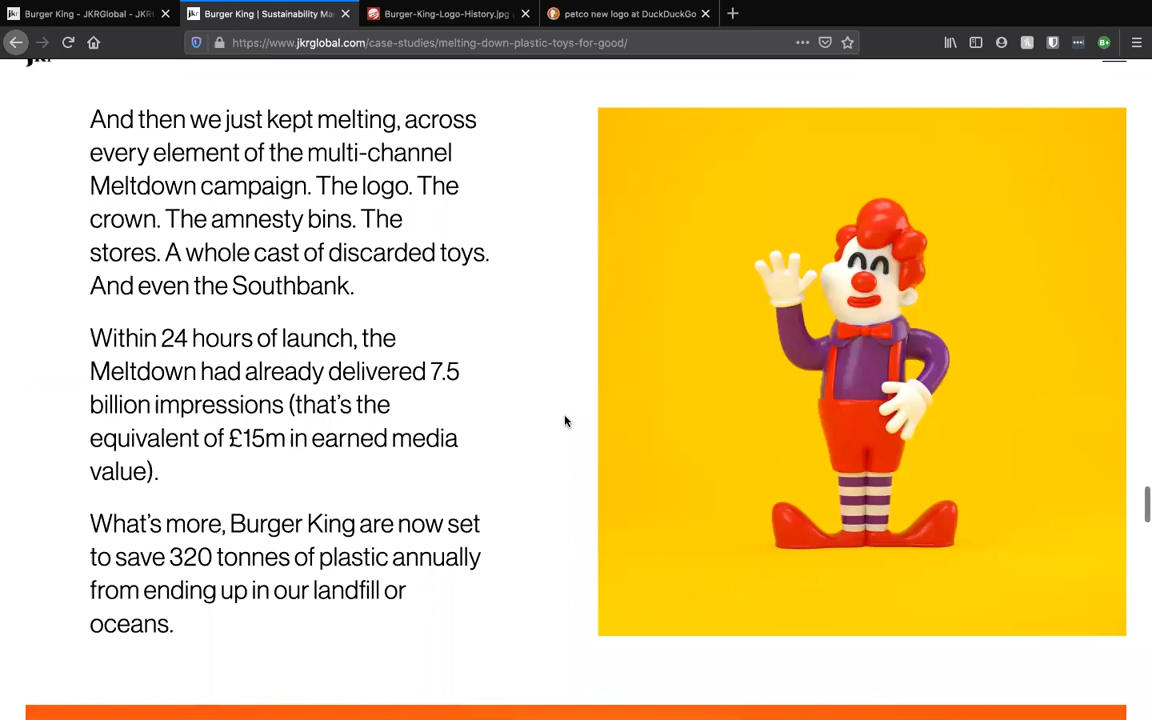 Burger King - JKRGlobal - JKR
Burger King | Sustainability Ma
Burger-King-Logo-History.jpg
petco new logo at DuckDuckGo
https://www.jkrglobal.com/case-studies/melting-down-plastic-toys-for-good/
And then we just kept melting, across
every element of the multi-channel
Meltdown campaign. The logo. The
crown. The amnesty bins. The
stores. A whole cast of discarded toys.
And even the Southbank.
Within 24 hours of launch, the
Meltdown had already delivered 7.5
billion impressions (that's the
equivalent of £15m in earned media
value).
What's more, Burger King are now set
to save 320 tonnes of plastic annually
from ending up in our landfill or
oceans.